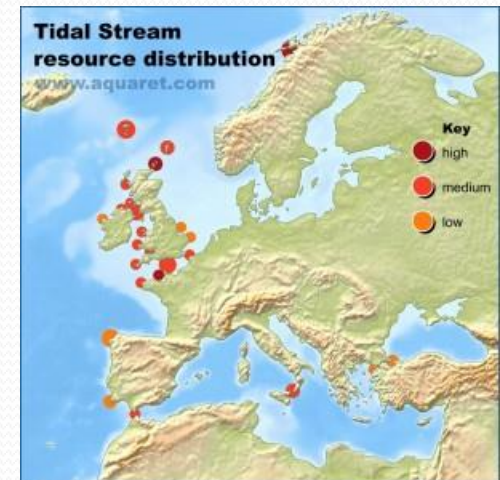 Tidal Stream
resource distribution
www.aquaret.com
Key
high
medium
low